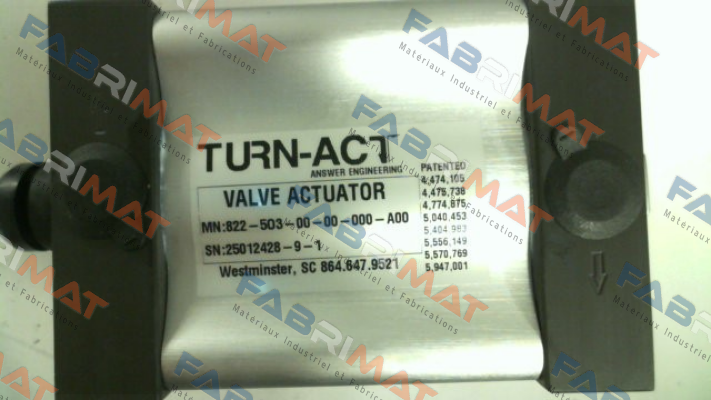 TURN-ACT
ANSWER ENGINEERING
VALVE ACTUATOR
MN:822-503-00-00-000-A00
SN:25012428-9-1
Westminster, SC 864.647.9521
PATENTED
4,474,105
4,475,738
4,774,875
5,040,453
5,404,983
5,556,149
5,570,769
5,947,001
FABRIMAT
Matériaux Industriel et Fabrications